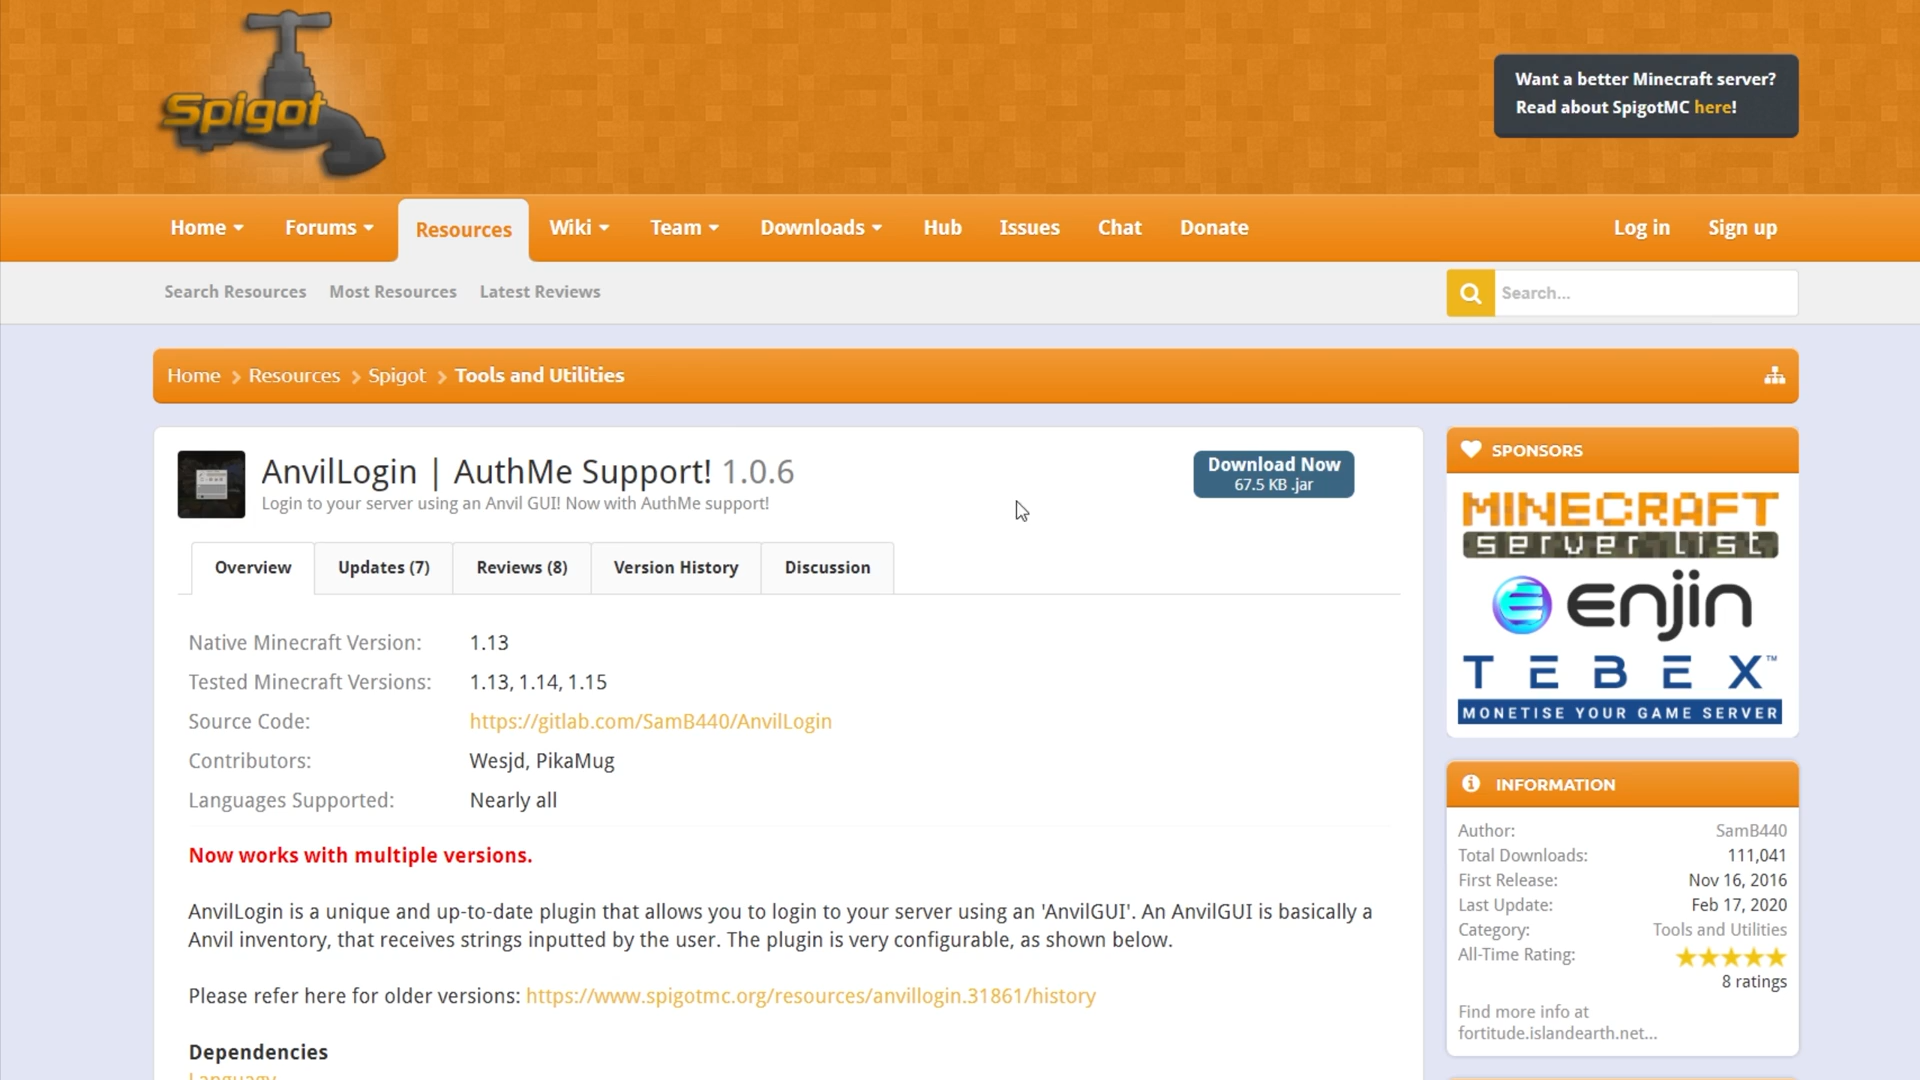 Spigot
Want a better Minecraft server?
Read about SpigotMC here!
Home
Forums
Resources
Wiki
Team
Downloads
Hub
Issues
Chat
Donate
Log in
Sign up
Search Resources
Most Resources
Latest Reviews
Search...
Home
Resources
Spigot
Tools and Utilities
AnvilLogin | AuthMe Support! 1.0.6
Login to your server using an Anvil GUI! Now with AuthMe support!
Download Now
67.5 KB .jar
Overview
Updates (7)
Reviews (8)
Version History
Discussion
Native Minecraft Version: 1.13
Tested Minecraft Versions: 1.13, 1.14, 1.15
Source Code: https://gitlab.com/SamB440/AnvilLogin
Contributors: Wesjd, PikaMug
Languages Supported: Nearly all
Now works with multiple versions.
AnvilLogin is a unique and up-to-date plugin that allows you to login to your server using an 'AnvilGUI'. An AnvilGUI is basically a
Anvil inventory, that receives strings inputted by the user. The plugin is very configurable, as shown below.
Please refer here for older versions: https://www.spigotmc.org/resources/anvillogin.31861/history
Dependencies
Language
SPONSORS
MINECRAFT
server list
enjin
TEBEX™
MONETISE YOUR GAME SERVER
INFORMATION
Author: SamB440
Total Downloads: 111,041
First Release: Nov 16, 2016
Last Update: Feb 17, 2020
Category: Tools and Utilities
All-Time Rating:
8 ratings
Find more info at
fortitude.islandearth.net...